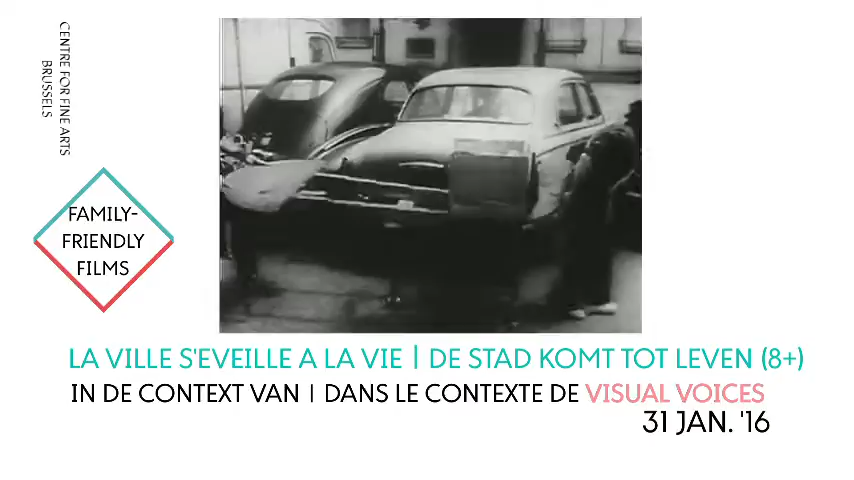 CENTRE FOR FINE ARTS
BRUSSELS
FAMILY-
FRIENDLY
FILMS
LA VILLE S'EVEILLE A LA VIE | DE STAD KOMT TOT LEVEN (8+)
IN DE CONTEXT VAN | DANS LE CONTEXTE DE VISUAL VOICES
31 JAN. '16